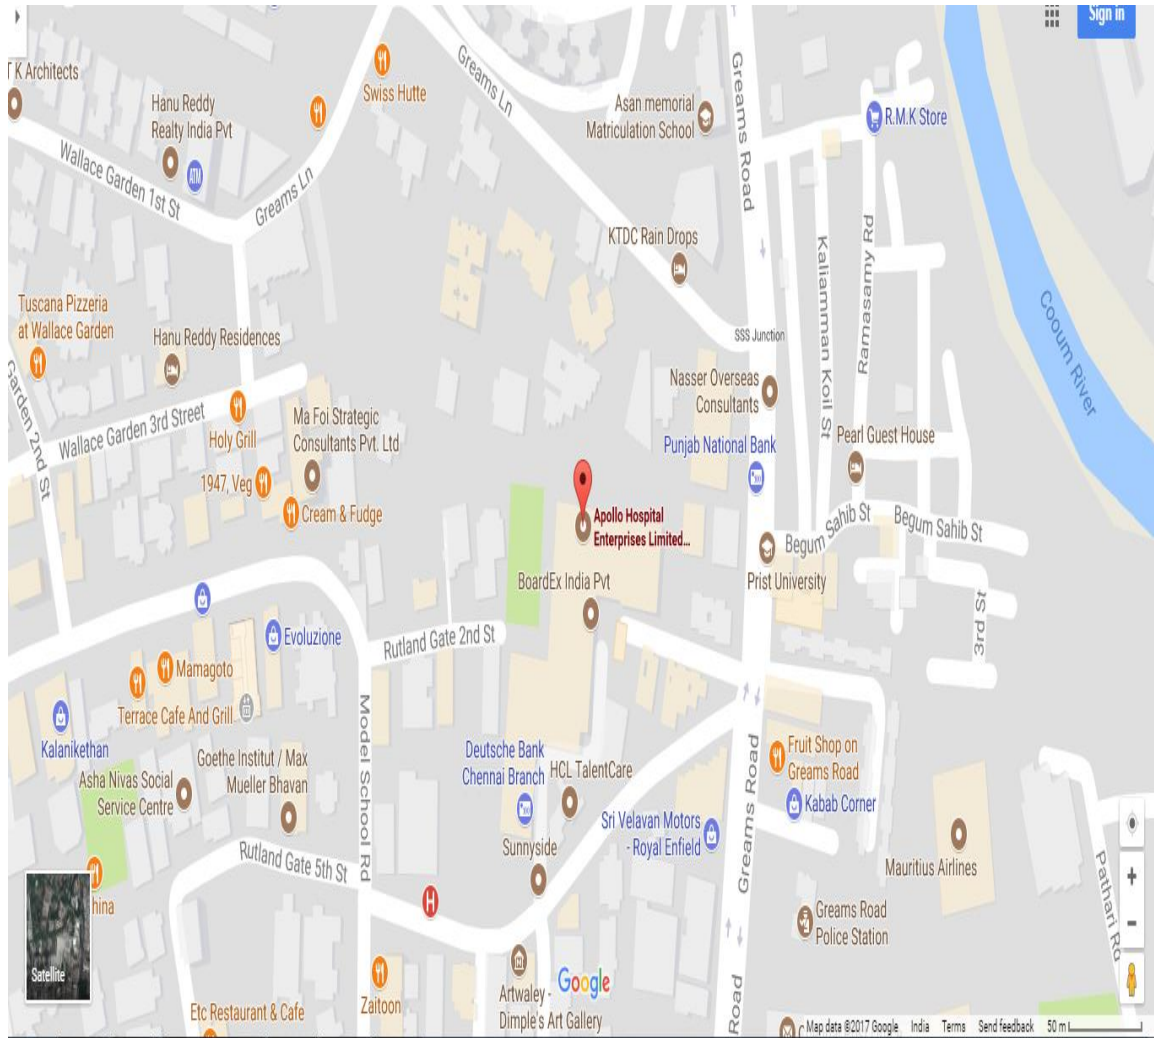 Sign in
T K Architects
Hanu Reddy
Realty India Pvt
ATM
Swiss Hutte
Greams Ln
Greams Road
Asan memorial
Matriculation School
R.M.K Store
Wallace Garden 1st St
Greams Ln
KTDC Rain Drops
Kaliamman Koil St
Ramasamy Rd
Cooum River
Tuscana Pizzeria
at Wallace Garden
Hanu Reddy Residences
SSS Junction
Garden 2nd St
Wallace Garden 3rd Street
Holy Grill
Ma Foi Strategic
Consultants Pvt. Ltd
Nasser Overseas
Consultants
Punjab National Bank
Pearl Guest House
1947, Veg
Cream & Fudge
Apollo Hospital
Enterprises Limited...
Begum Sahib St
Begum Sahib St
BoardEx India Pvt
Prist University
3rd St
Evoluzione
Rutland Gate 2nd St
Mamagoto
Terrace Cafe And Grill
Kalanikethan
Model School Rd
Goethe Institut / Max
Mueller Bhavan
Asha Nivas Social
Service Centre
Deutsche Bank
Chennai Branch
HCL TalentCare
Fruit Shop on
Greams Road
Kabab Corner
Sri Velavan Motors
- Royal Enfield
Greams Road
Sunnyside
Mauritius Airlines
Rutland Gate 5th St
H
hina
Pathari Rd
Greams Road
Police Station
Satellite
Zaitoon
Etc Restaurant & Cafe
Artwaley -
Dimple's Art Gallery
Google
Road
C
Map data ©2017 Google India Terms Send feedback 50 m